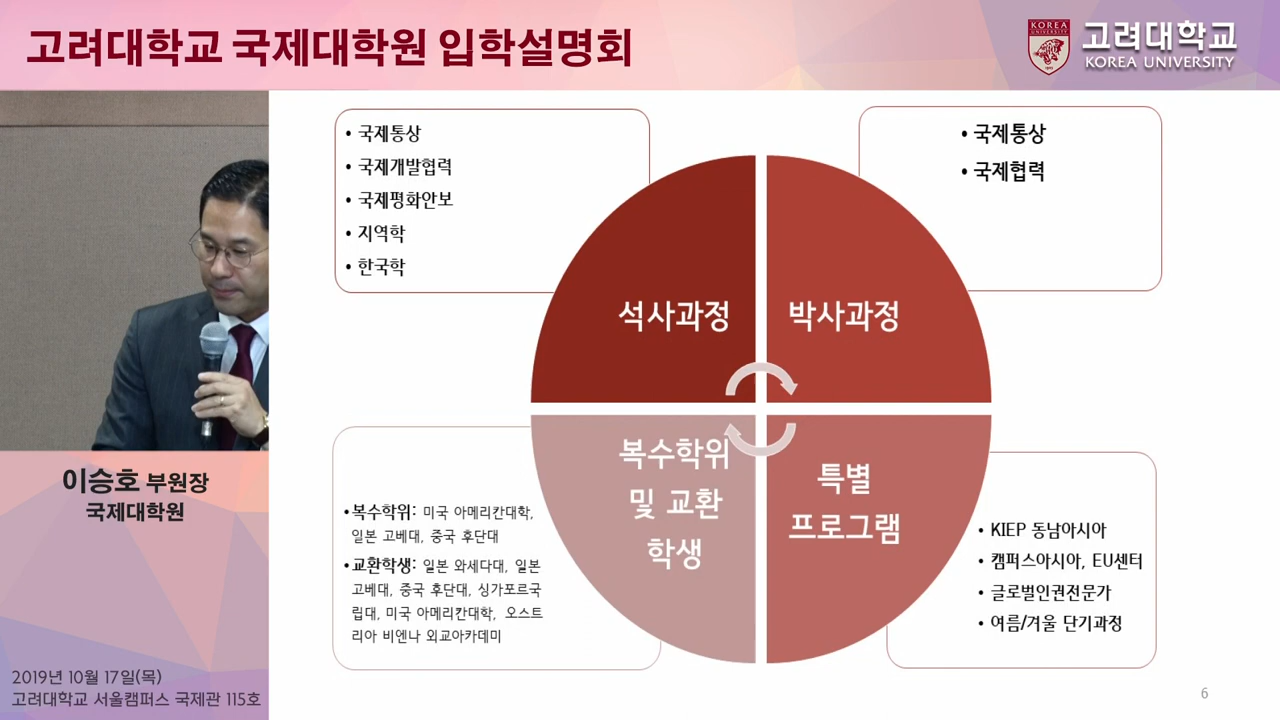 고려대학교 국제대학원 입학설명회
KOREA
UNIVERSITY
고려대학교
KOREA UNIVERSITY
• 국제통상
• 국제개발협력
• 국제평화안보
• 지역학
• 한국학
• 국제통상
• 국제협력
석사과정
박사과정
복수학위
및 교환
학생
특별
프로그램
•복수학위: 미국 아메리칸대학,
일본 고베대, 중국 후단대
•교환학생: 일본 와세다대, 일본
고베대, 중국 후단대, 싱가포르국
립대, 미국 아메리칸대학, 오스트
리아 비엔나 외교아카데미
• KIEP 동남아시아
• 캠퍼스아시아, EU센터
• 글로벌인권전문가
• 여름/겨울 단기과정
이승호 부원장
국제대학원
2019년 10월 17일(목)
고려대학교 서울캠퍼스 국제관 115호
6